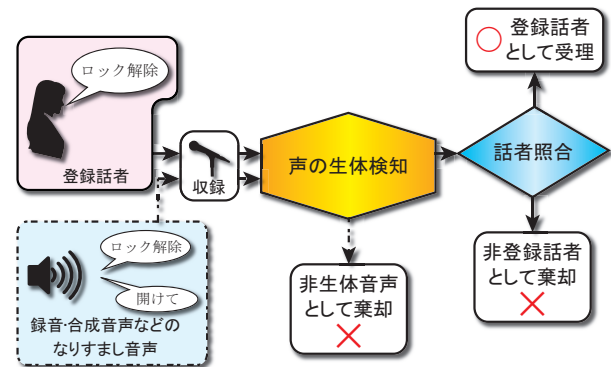 ロック解除
登録話者
ロック解除
開けて
録音・合成音声などの
なりすまし音声
収録
声の生体検知
非生体音声
として棄却
話者照合
登録話者
として受理
非登録話者
として棄却